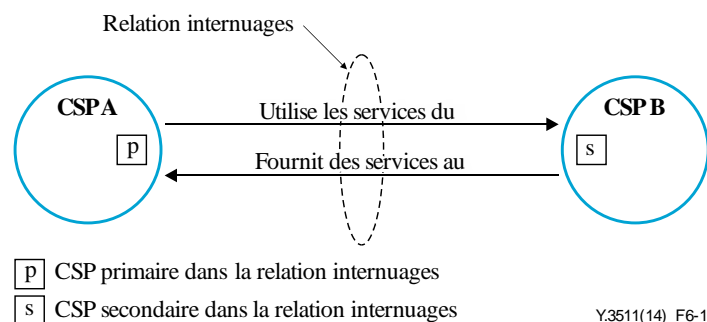 Relation internuages
CSP A
CSP B
Utilise les services du
p
s
Fournit des services au
p CSP primaire dans la relation internuages
s CSP secondaire dans la relation internuages
Y.3511(14)_F6-1